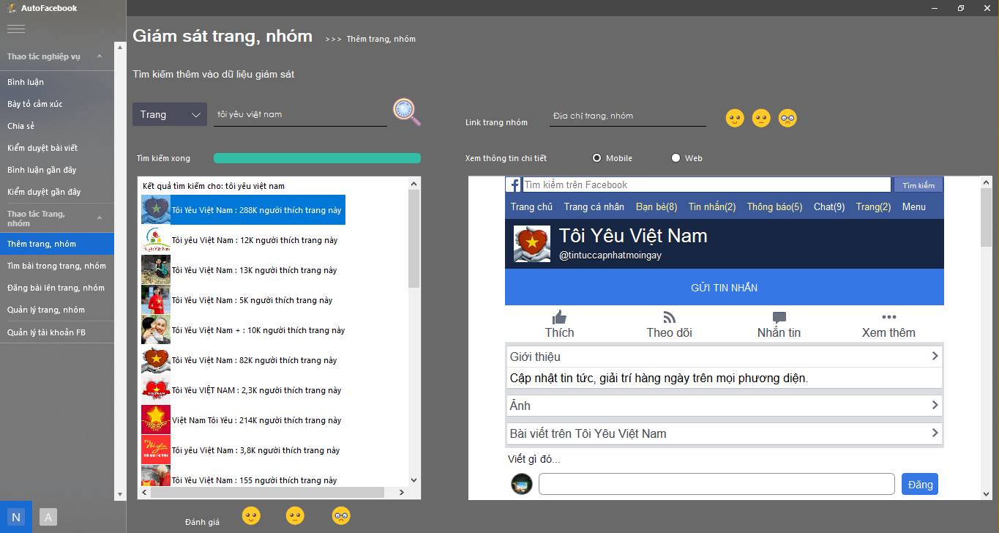 AutoFacebook
Giám sát trang, nhóm >>> Thêm trang, nhóm
Thao tác nghiệp vụ
Bình luận
Bày tỏ cảm xúc
Chia sẻ
Kiểm duyệt bài viết
Bình luận gần đây
Kiểm duyệt gần đây
Thao tác Trang,
nhóm
Thêm trang, nhóm
Tìm bài trong trang, nhóm
Đăng bài lên trang, nhóm
Quản lý trang, nhóm
Quản lý tài khoản FB
N A
Tìm kiếm thêm vào dữ liệu giám sát
Trang tôi yêu việt nam
Tìm kiếm xong
Kết quả tìm kiếm cho: tôi yêu việt nam
Tôi Yêu Việt Nam : 288K người thích trang này
Tôi yêu Việt Nam : 12K người thích trang này
Tôi Yêu Việt Nam : 13K người thích trang này
Tôi Yêu Việt Nam : 5K người thích trang này
Tôi Yêu Việt Nam + : 10K người thích trang này
Tôi Yêu Việt Nam : 82K người thích trang này
Tôi Yêu VIỆT NAM : 2,3K người thích trang này
Việt Nam Tôi Yêu : 214K người thích trang này
Tôi yêu Việt Nam : 3,8K người thích trang này
Tôi Yêu Việt Nam : 155 người thích trang này
Đánh giá
Link trang nhóm Địa chỉ trang, nhóm
Xem thông tin chi tiết Mobile Web
Tìm kiếm trên Facebook Tìm kiếm
Trang chủ Trang cá nhân Bạn bè(8) Tin nhắn(2) Thông báo(5) Chat(9) Trang(2) Menu
Tôi Yêu Việt Nam
@tintuccapnhatmoingay
GỬI TIN NHẮN
Thích Theo dõi Nhắn tin Xem thêm
Giới thiệu
Cập nhật tin tức, giải trí hàng ngày trên mọi phương diện.
Ảnh
Bài viết trên Tôi Yêu Việt Nam
Viết gì đó...
Đăng